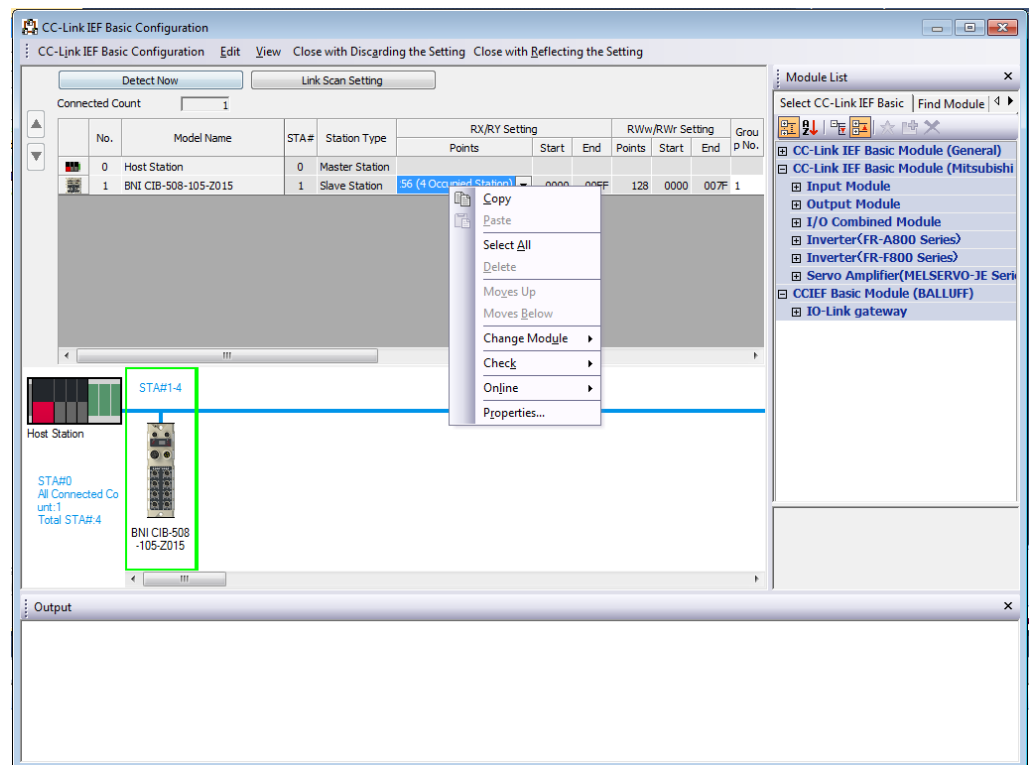 CC-Link IEF Basic Configuration
CC-Link IEF Basic Configuration Edit View Close with Discarding the Setting Close with Reflecting the Setting
Detect Now Link Scan Setting
Connected Count 1
No. Model Name STA# Station Type RX/RY Setting RWw/RWr Setting Grou
p No.
Points Start End Points Start End
0 Host Station 0 Master Station
1 BNI CIB-508-105-Z015 1 Slave Station 56 (4 Occupied Station) 0000 00FF 128 0000 007F 1
Copy
Paste
Select All
Delete
Moves Up
Moves Below
Change Module
Check
Online
Properties...
STA#1-4
Host Station
STA#0
All Connected Co
unt:1
Total STA#:4
BNI CIB-508
-105-Z015
Module List
Select CC-Link IEF Basic Find Module
CC-Link IEF Basic Module (General)
CC-Link IEF Basic Module (Mitsubishi
Input Module
Output Module
I/O Combined Module
Inverter(FR-A800 Series)
Inverter(FR-F800 Series)
Servo Amplifier(MELSERVO-JE Seri
CCIEF Basic Module (BALLUFF)
IO-Link gateway
Output